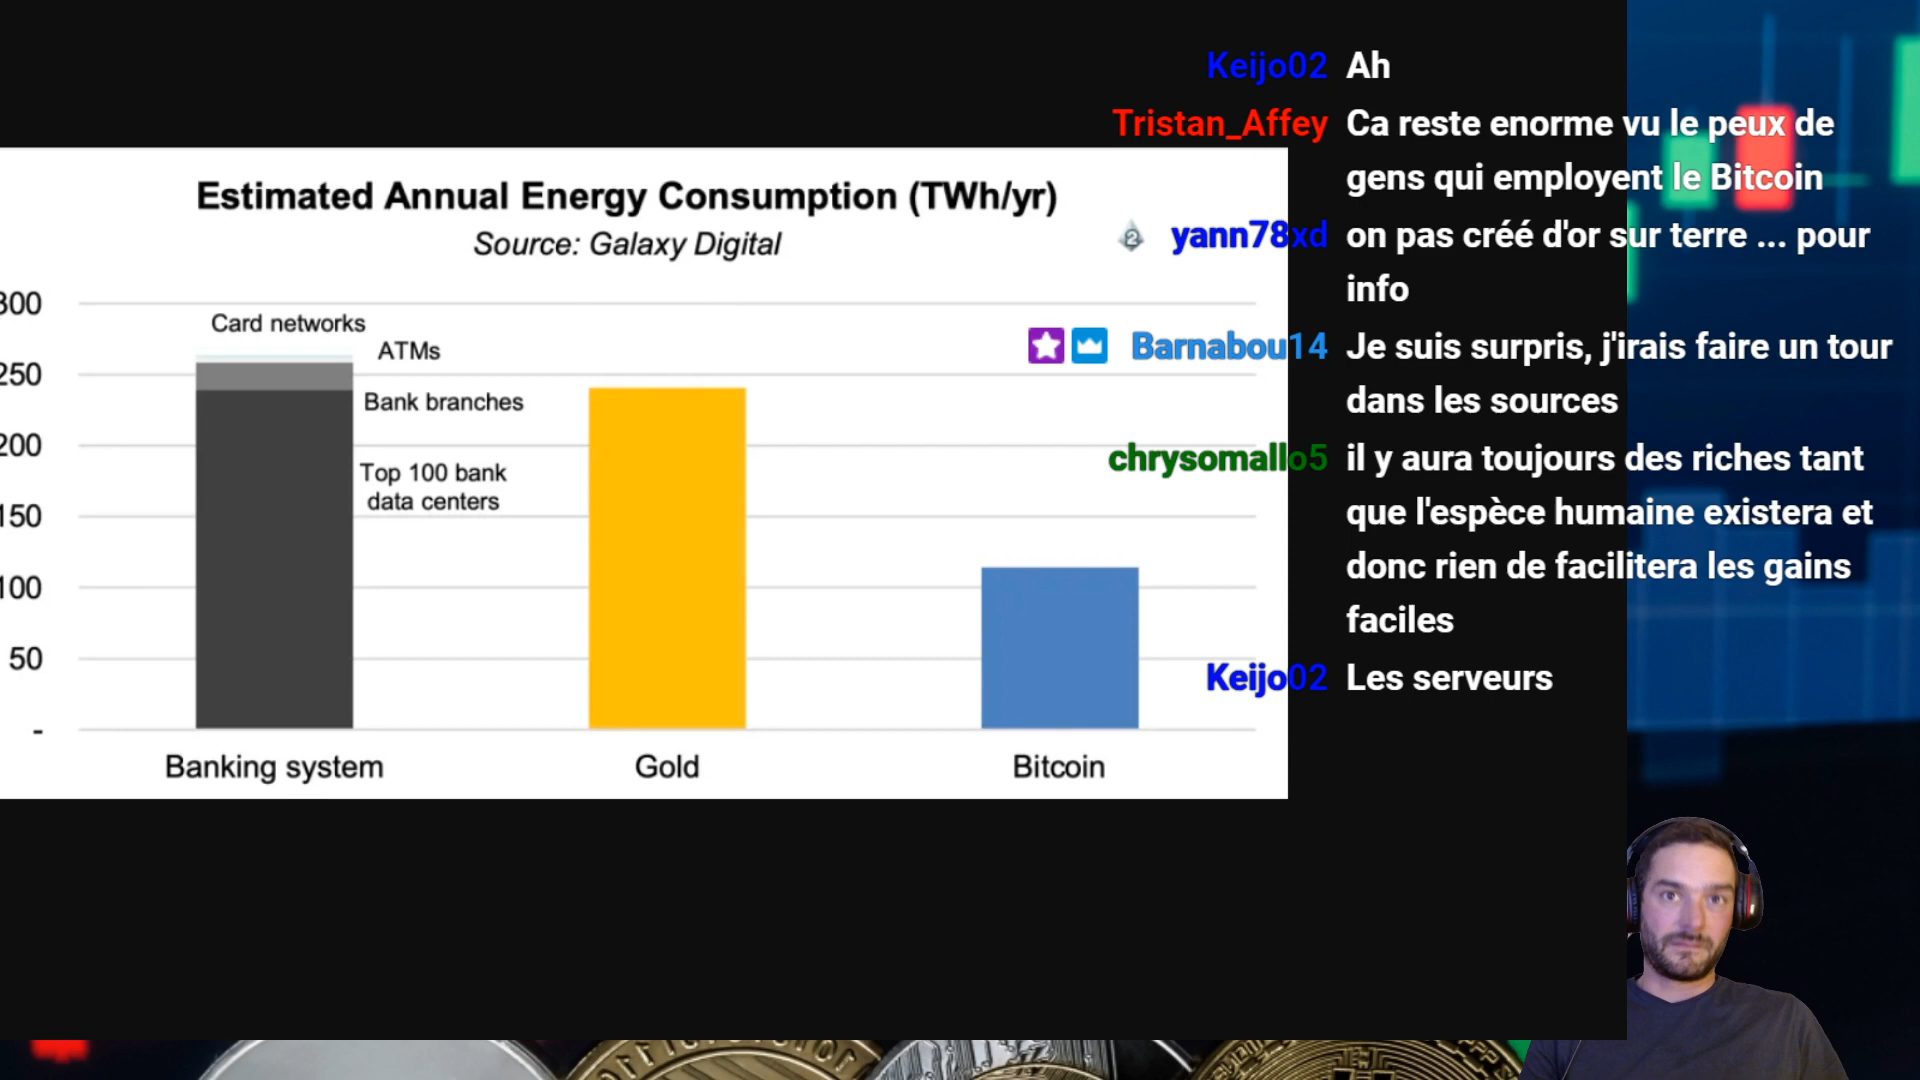 Estimated Annual Energy Consumption (TWh/yr)
Source: Galaxy Digital
300
250
200
150
100
50
-
Card networks
ATMs
Bank branches
Top 100 bank
data centers
Banking system
Gold
Bitcoin
Keijo02 Ah
Tristan_Affey Ca reste enorme vu le peux de
gens qui employent le Bitcoin
2 yann78xd on pas créé d'or sur terre ... pour
info
Barnabou14 Je suis surpris, j'irais faire un tour
dans les sources
chrysomallo5 il y aura toujours des riches tant
que l'espèce humaine existera et
donc rien de facilitera les gains
faciles
Keijo02 Les serveurs